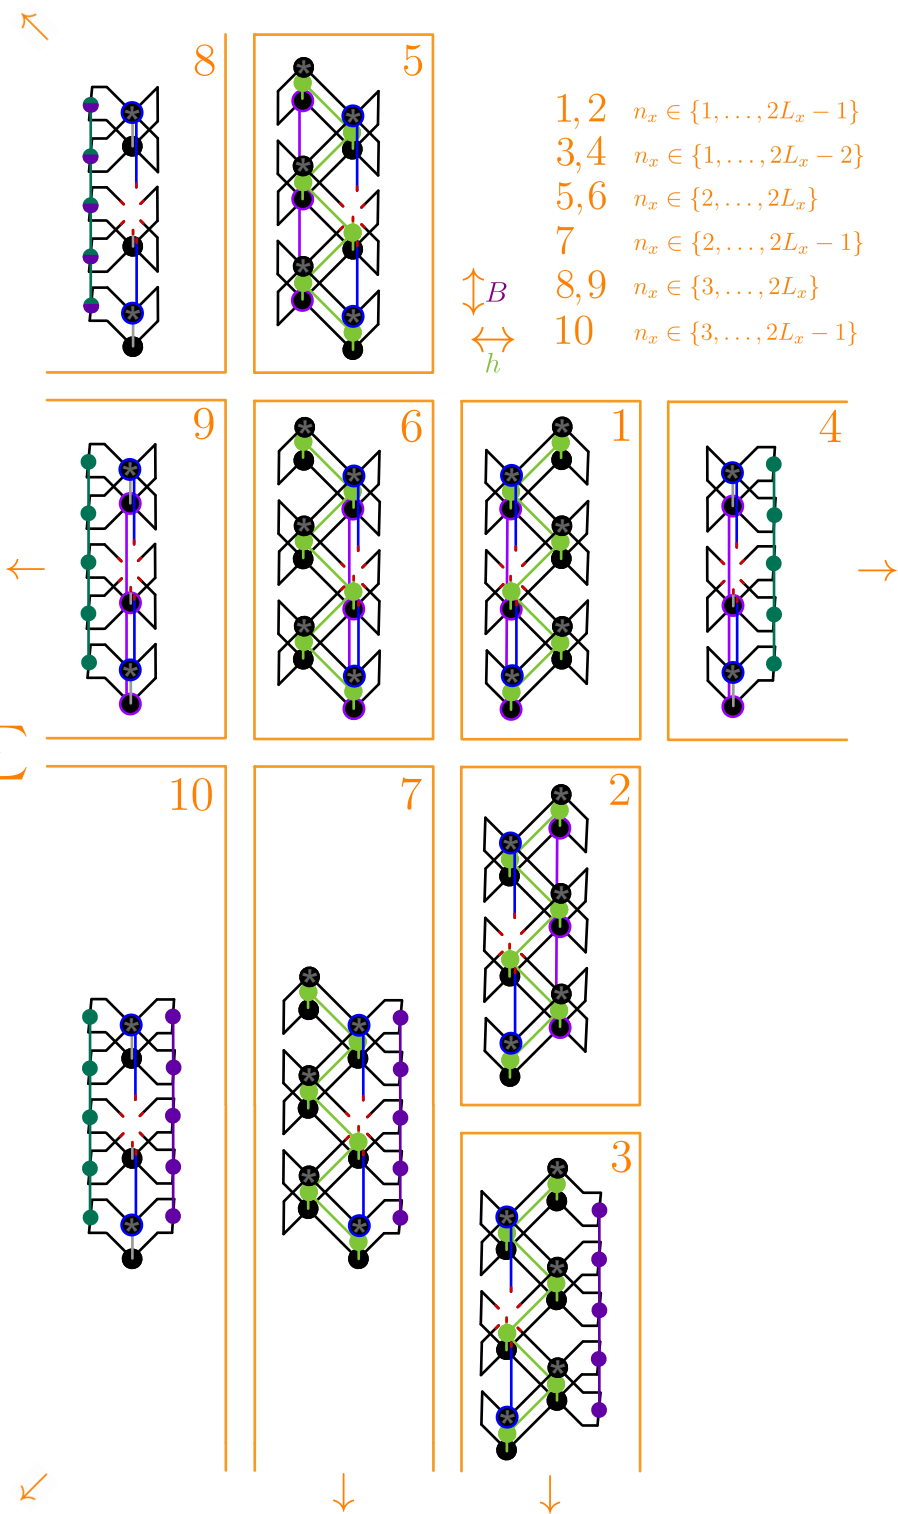 8
5
1,2 n_x ∈ {1, …, 2L_x − 1}
3,4 n_x ∈ {1, …, 2L_x − 2}
5,6 n_x ∈ {2, …, 2L_x}
7 n_x ∈ {2, …, 2L_x − 1}
8,9 n_x ∈ {3, …, 2L_x}
10 n_x ∈ {3, …, 2L_x − 1}
B
h
9
6
1
4
10
7
2
3